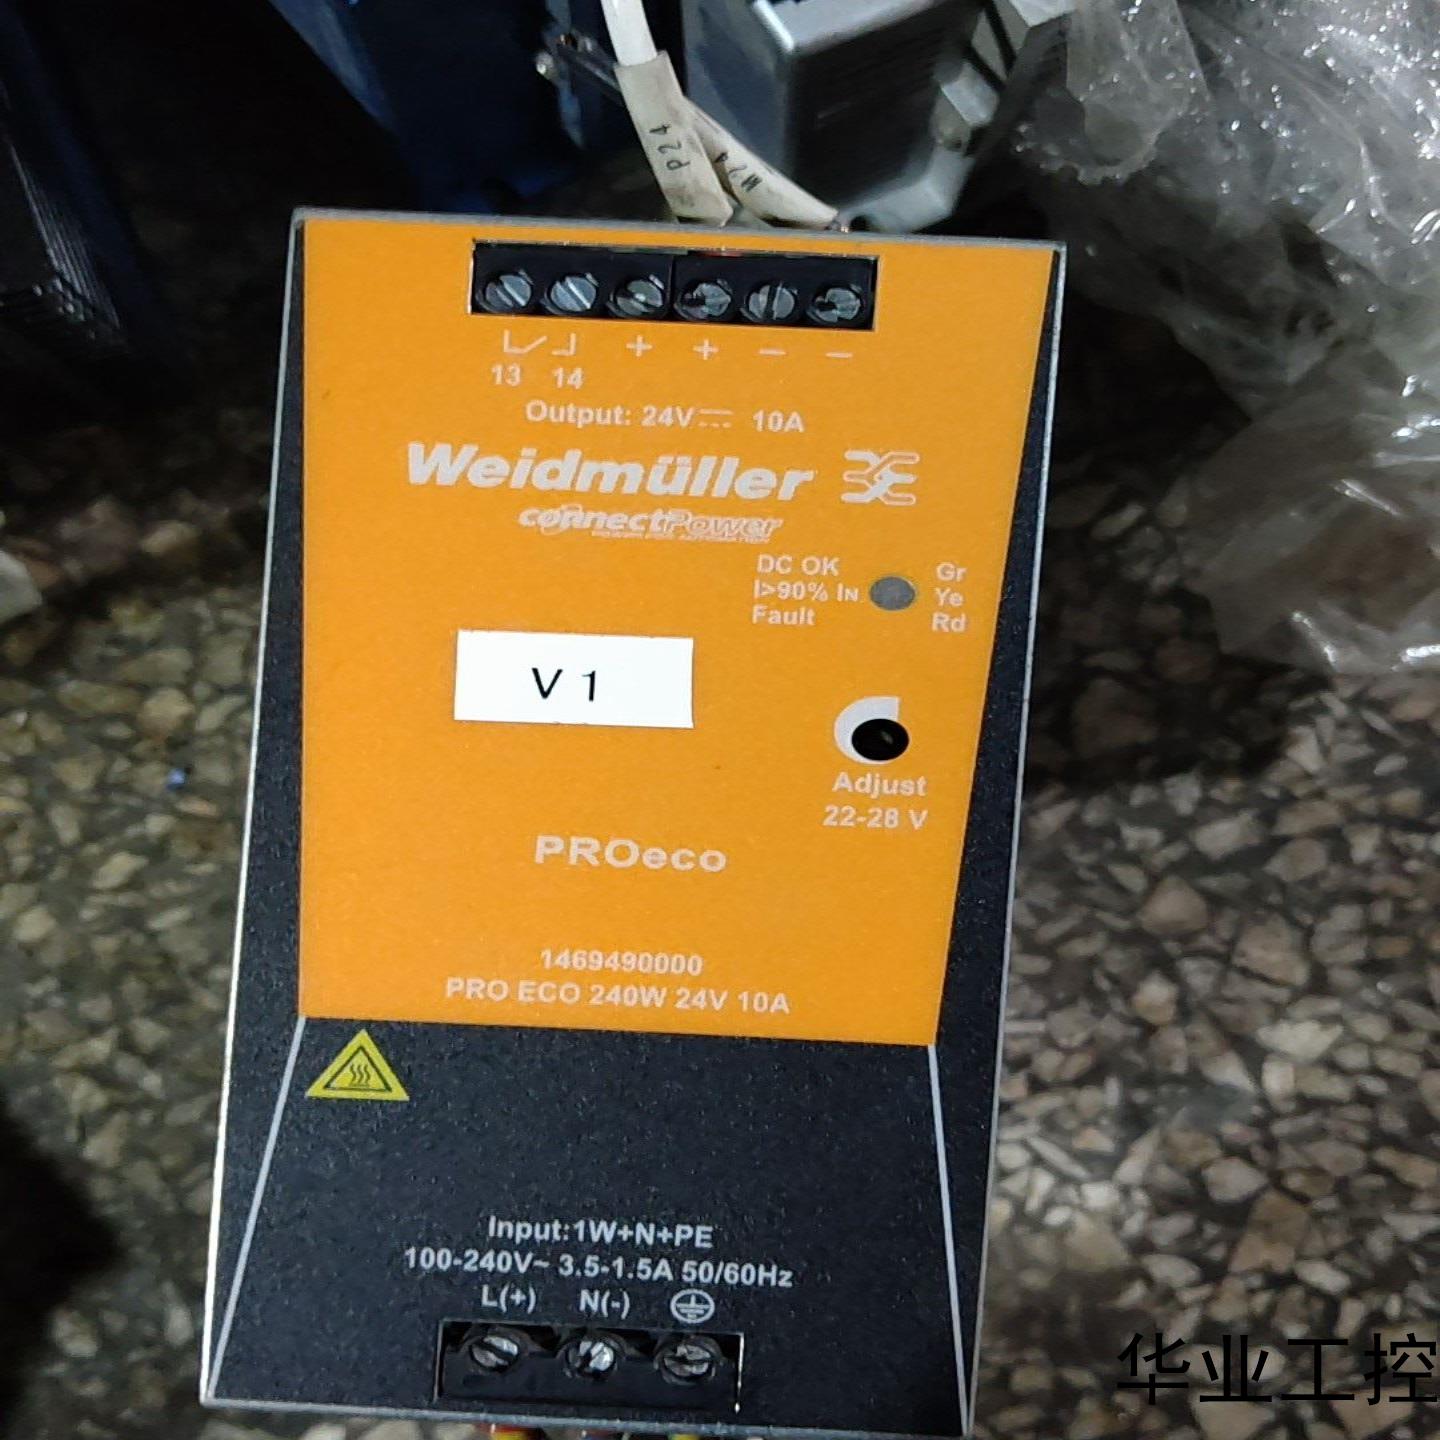 P24
M24
+ + - -
13 14
Output: 24V 10A
Weidmüller
connectPower
DC OK Gr
I>90% IN Ye
Fault Rd
V 1
Adjust
22-28 V
PROeco
1469490000
PRO ECO 240W 24V 10A
Input:1W+N+PE
100-240V~ 3.5-1.5A 50/60Hz
L(+) N(-)
华业工控